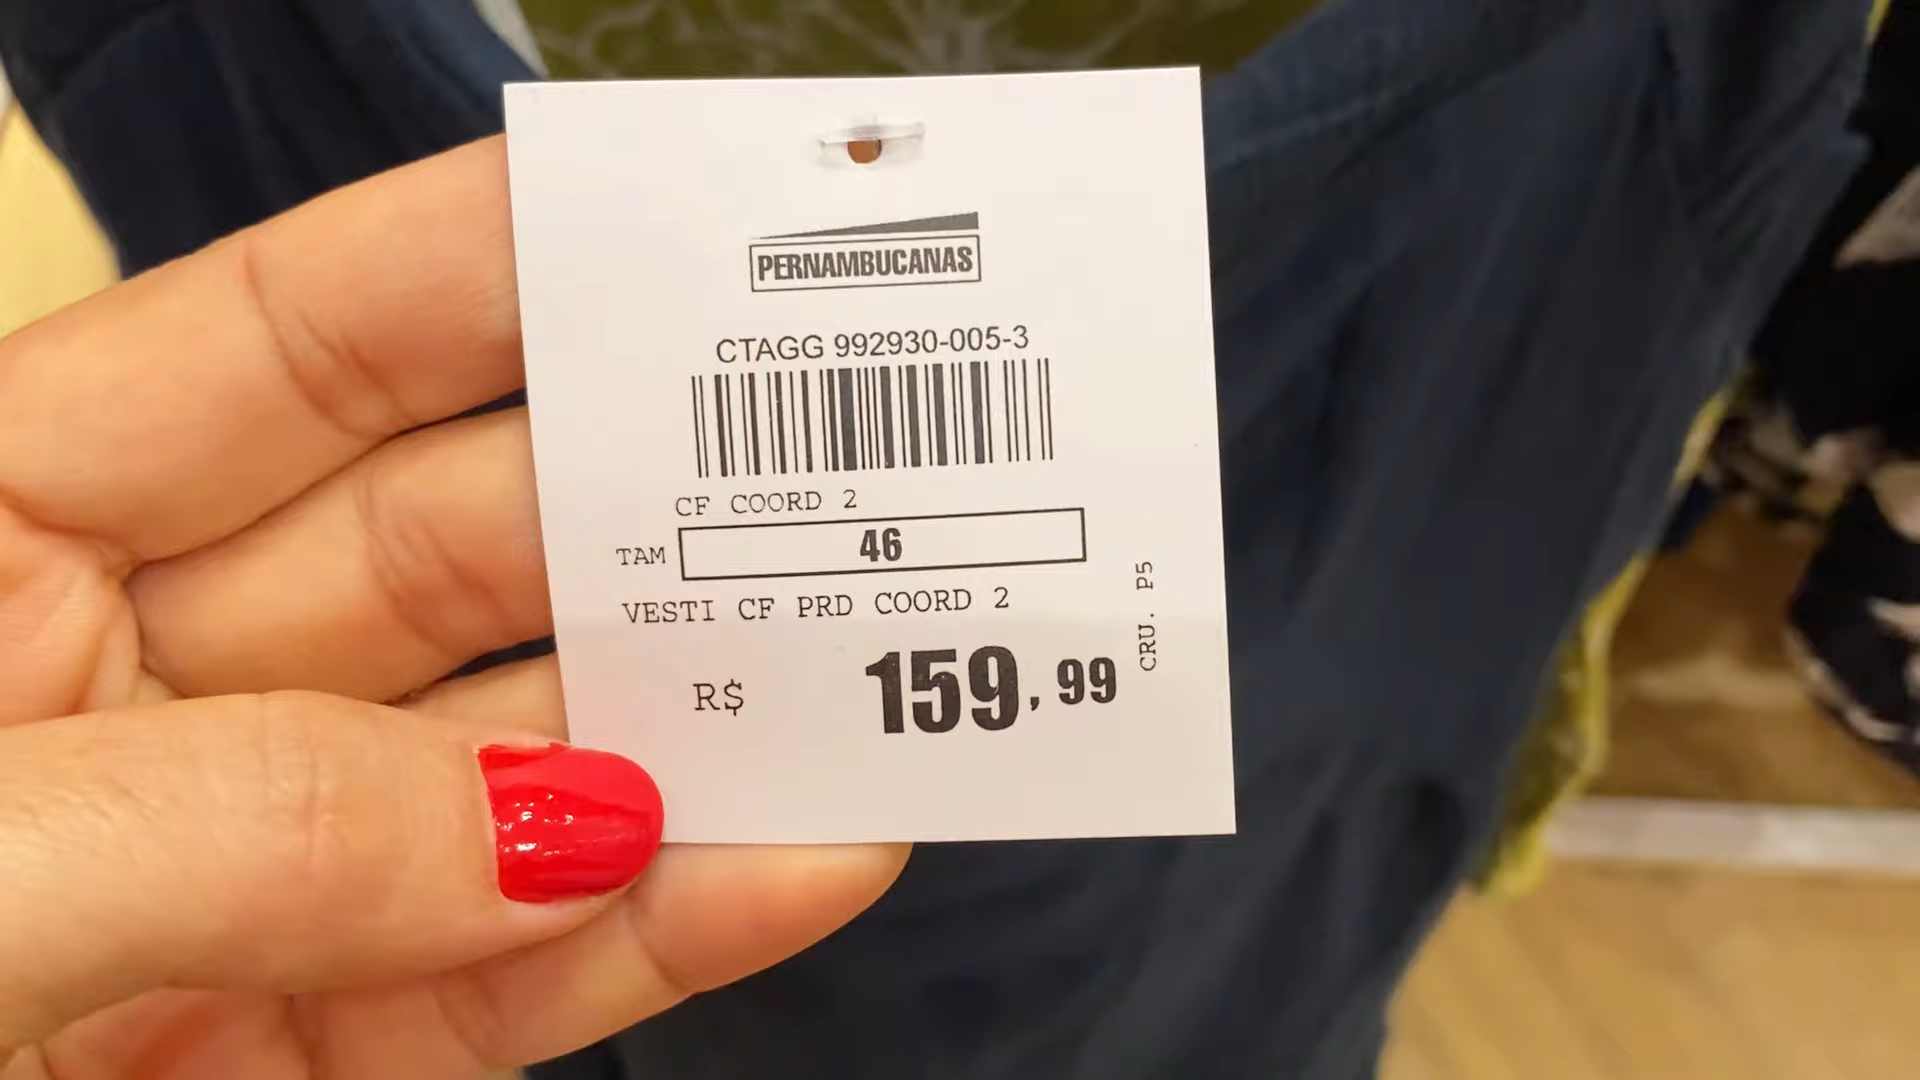 PERNAMBUCANAS
CTAGG 992930-005-3
CF COORD 2
TAM 46
VESTI CF PRD COORD 2
R$ 159,99
CRU. P5